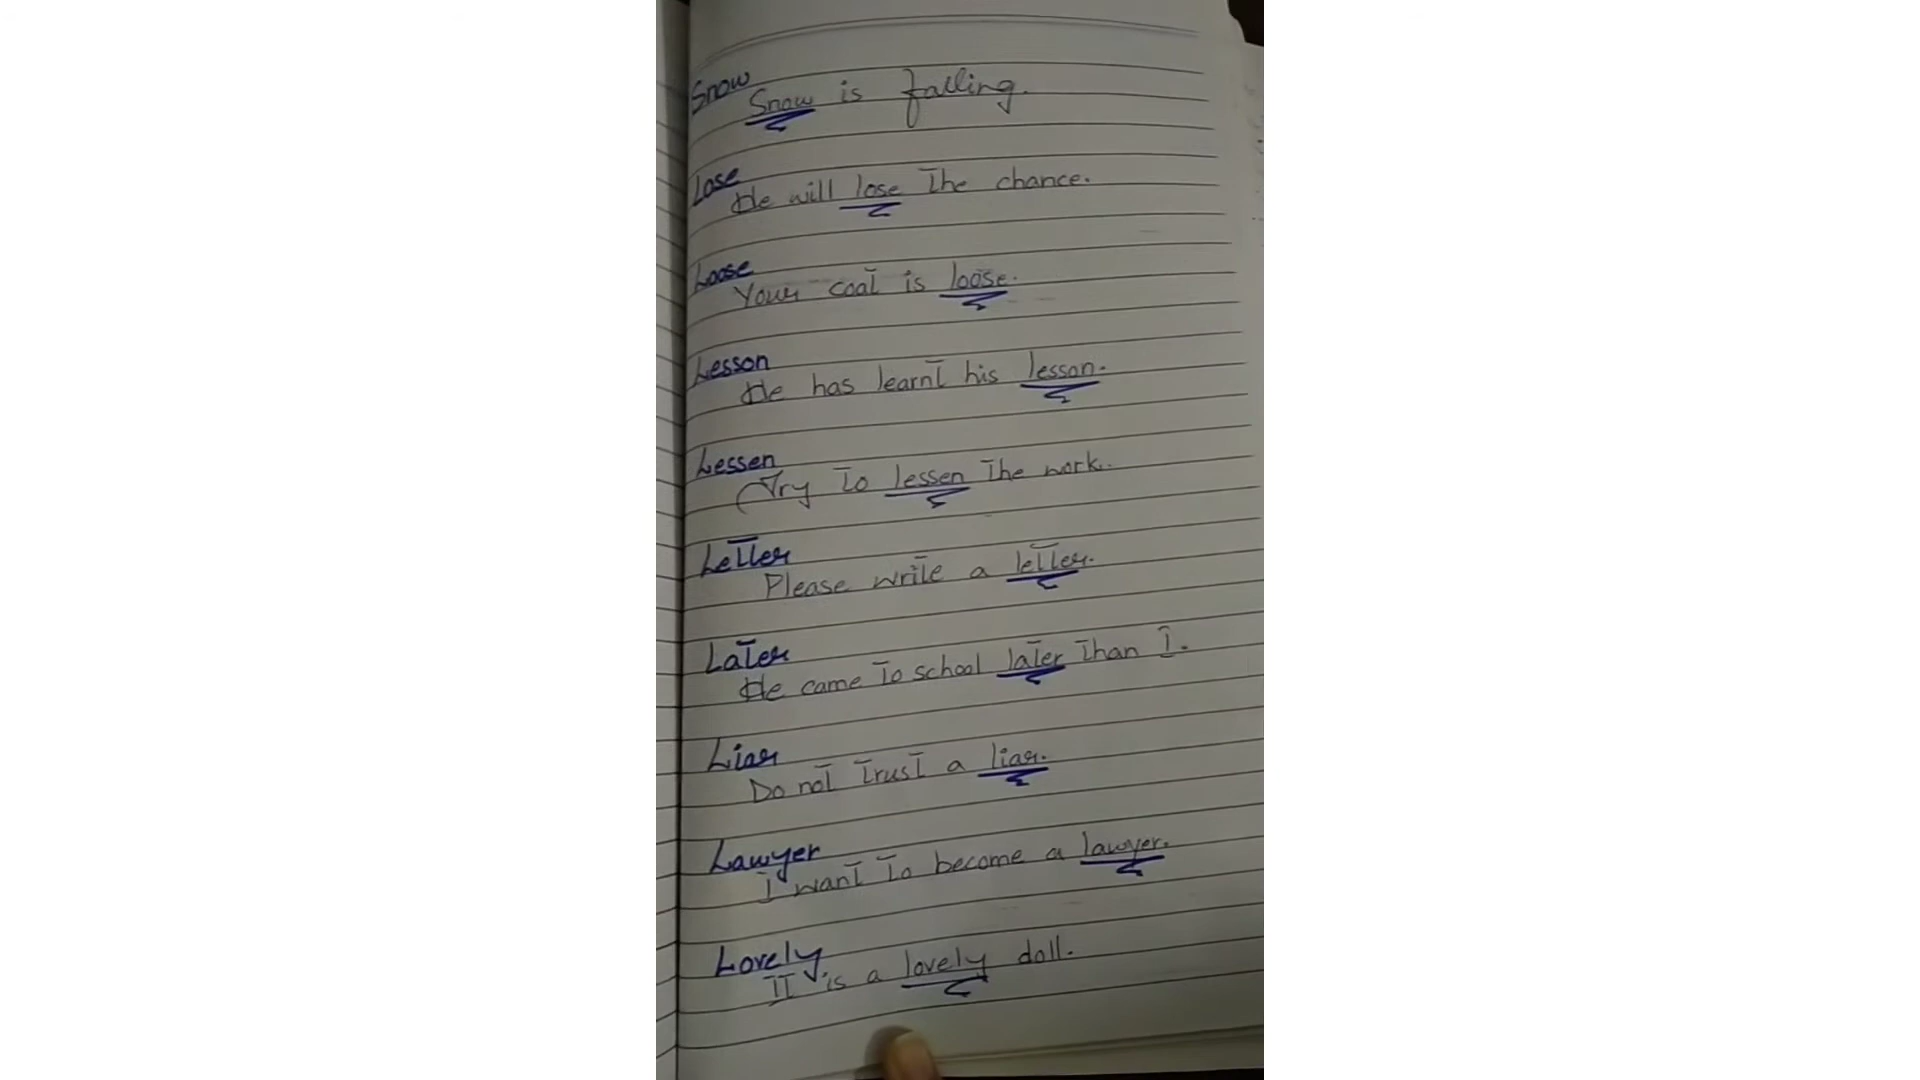 Snow
Snow is falling.
Lose
He will lose the chance.
Loose
Your coat is loose.
Lesson
He has learnt his lesson.
Lessen
Try to lessen the work.
Letter
Please write a letter.
Later
He came to school later than I.
Liar
Do not trust a liar.
Lawyer
I want to become a lawyer.
Lovely
It is a lovely doll.